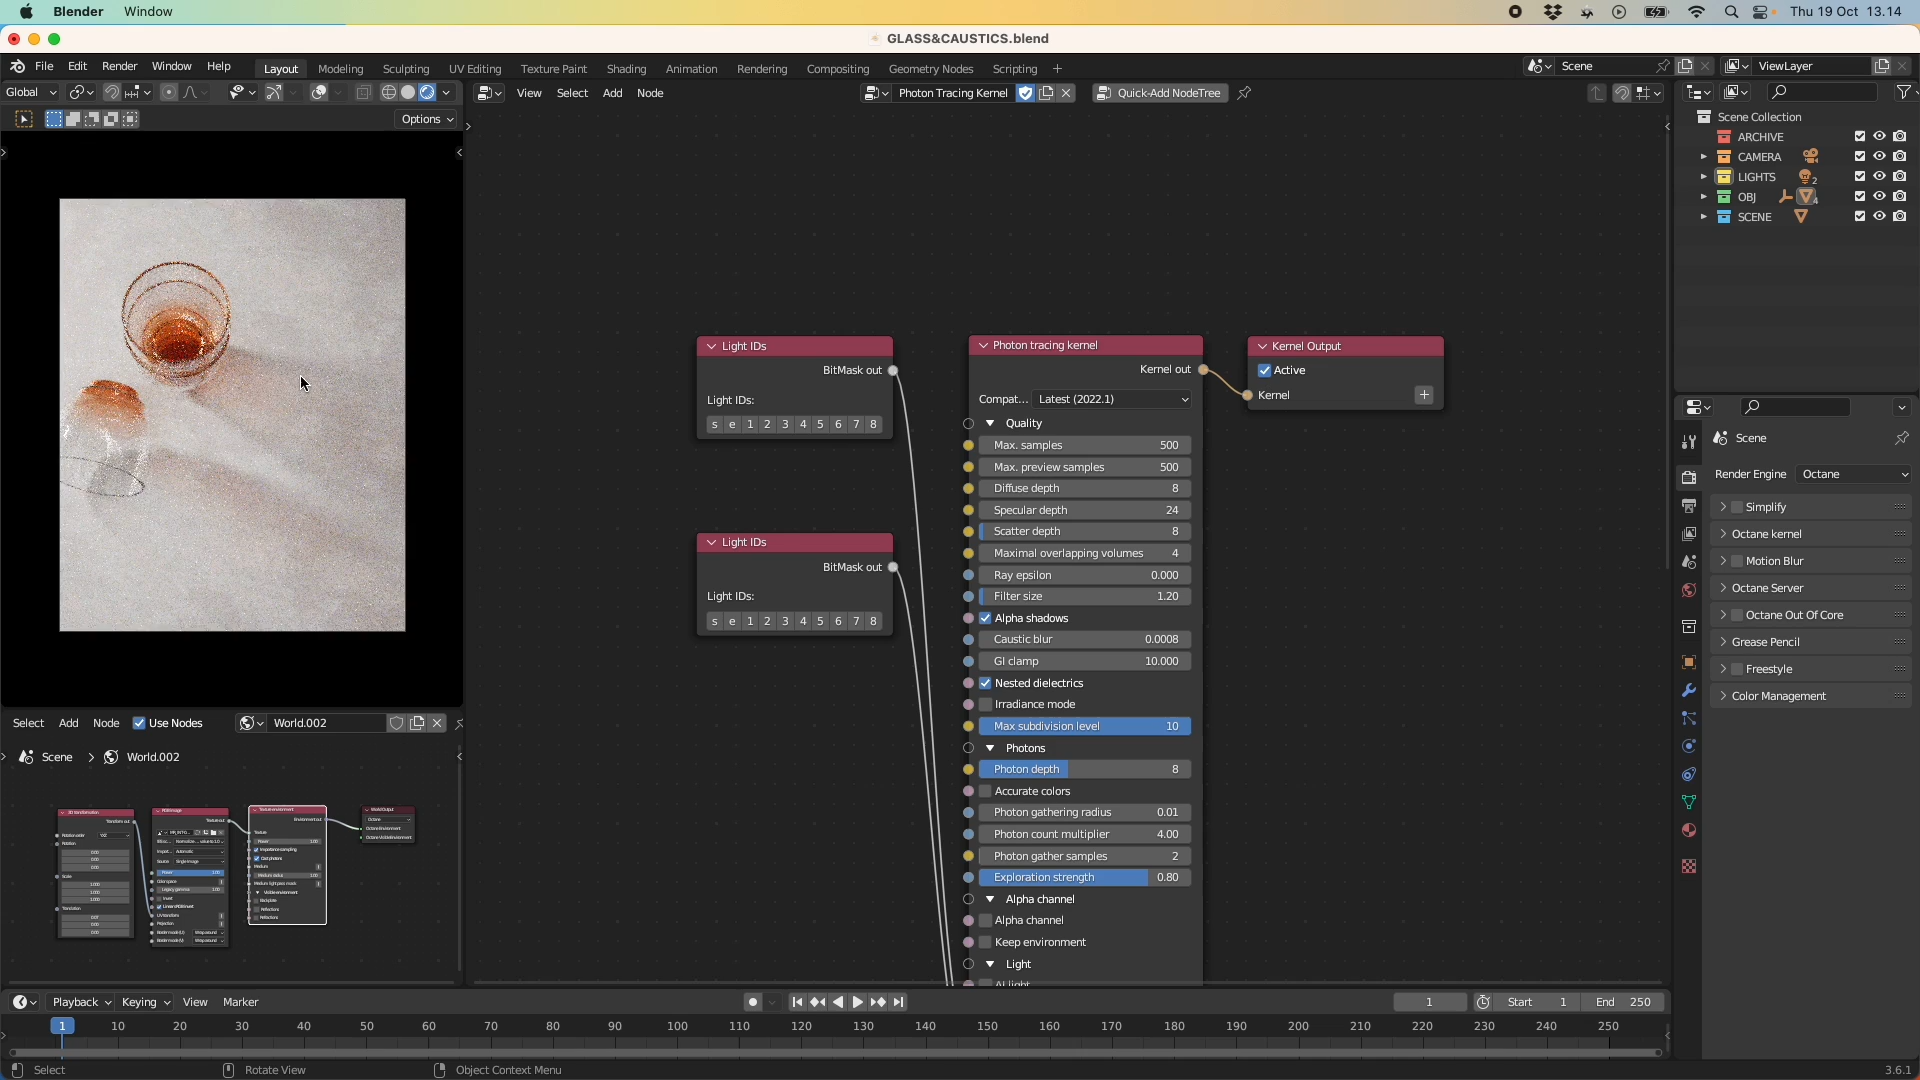 Blender Window Thu 19 Oct 13.14
GLASS&CAUSTICS.blend
File Edit Render Window Help Layout Modeling Sculpting UV Editing Texture Paint Shading Animation Rendering Compositing Geometry Nodes Scripting + Scene ViewLayer
Global View Select Add Node Photon Tracing Kernel Quick-Add NodeTree
Options
Scene Collection
ARCHIVE
CAMERA
LIGHTS 2
OBJ 4
SCENE
Light IDs
BitMask out
Light IDs:
s e 1 2 3 4 5 6 7 8
Light IDs
BitMask out
Light IDs:
s e 1 2 3 4 5 6 7 8
Photon tracing kernel
Kernel out
Compat... Latest (2022.1)
Quality
Max. samples 500
Max. preview samples 500
Diffuse depth 8
Specular depth 24
Scatter depth 8
Maximal overlapping volumes 4
Ray epsilon 0.000
Filter size 1.20
Alpha shadows
Caustic blur 0.0008
GI clamp 10.000
Nested dielectrics
Irradiance mode
Max subdivision level 10
Photons
Photon depth 8
Accurate colors
Photon gathering radius 0.01
Photon count multiplier 4.00
Photon gather samples 2
Exploration strength 0.80
Alpha channel
Alpha channel
Keep environment
Light
AI light
Kernel Output
Active
Kernel
Scene
Render Engine Octane
Simplify
Octane kernel
Motion Blur
Octane Server
Octane Out Of Core
Grease Pencil
Freestyle
Color Management
Select Add Node Use Nodes World.002
Scene > World.002
Playback Keying View Marker 1 Start 1 End 250
1 10 20 30 40 50 60 70 80 90 100 110 120 130 140 150 160 170 180 190 200 210 220 230 240 250
Select Rotate View Object Context Menu 3.6.1